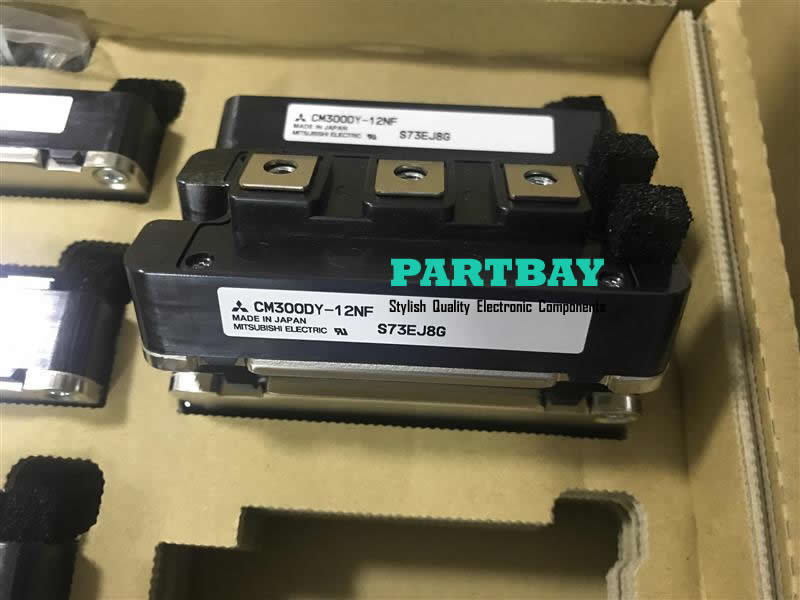 CM300DY-12NF
MADE IN JAPAN
MITSUBISHI ELECTRIC S73EJ8G
PARTBAY
Stylish Quality Electronic Components
CM300DY-12NF
MADE IN JAPAN
MITSUBISHI ELECTRIC S73EJ8G